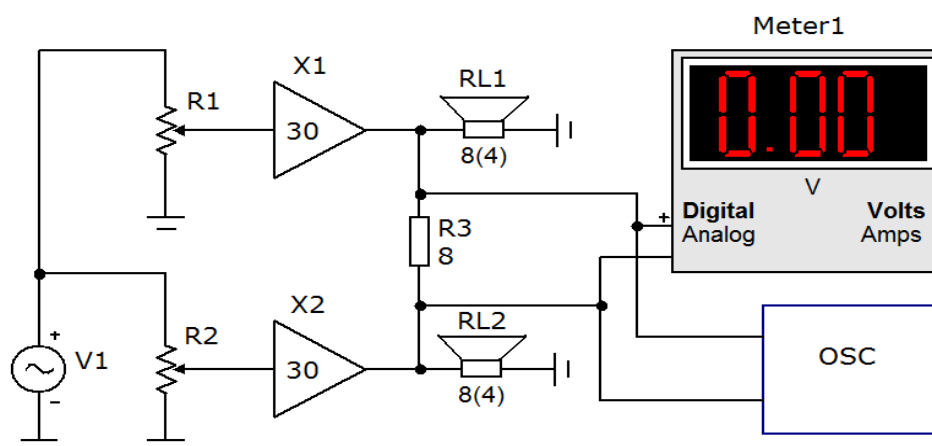 Meter1
0.00
V
+
Digital
Analog
Volts
Amps
X1
30
R1
RL1
8(4)
R3
8
X2
30
R2
RL2
8(4)
+
V1
−
OSC